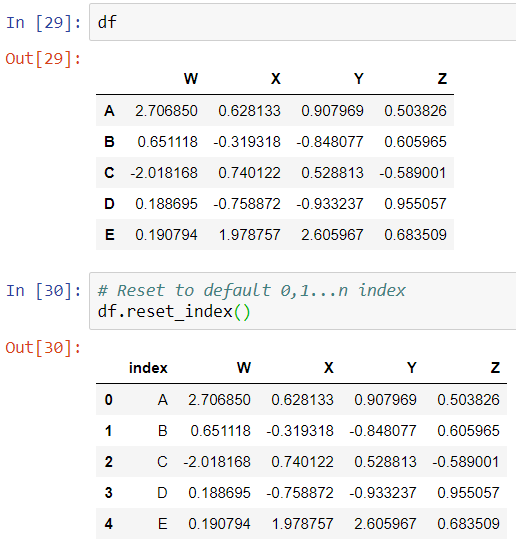 In [29]: df
Out[29]:
W X Y Z
A 2.706850 0.628133 0.907969 0.503826
B 0.651118 -0.319318 -0.848077 0.605965
C -2.018168 0.740122 0.528813 -0.589001
D 0.188695 -0.758872 -0.933237 0.955057
E 0.190794 1.978757 2.605967 0.683509
In [30]: # Reset to default 0,1...n index
df.reset_index()
Out[30]:
index W X Y Z
0 A 2.706850 0.628133 0.907969 0.503826
1 B 0.651118 -0.319318 -0.848077 0.605965
2 C -2.018168 0.740122 0.528813 -0.589001
3 D 0.188695 -0.758872 -0.933237 0.955057
4 E 0.190794 1.978757 2.605967 0.683509